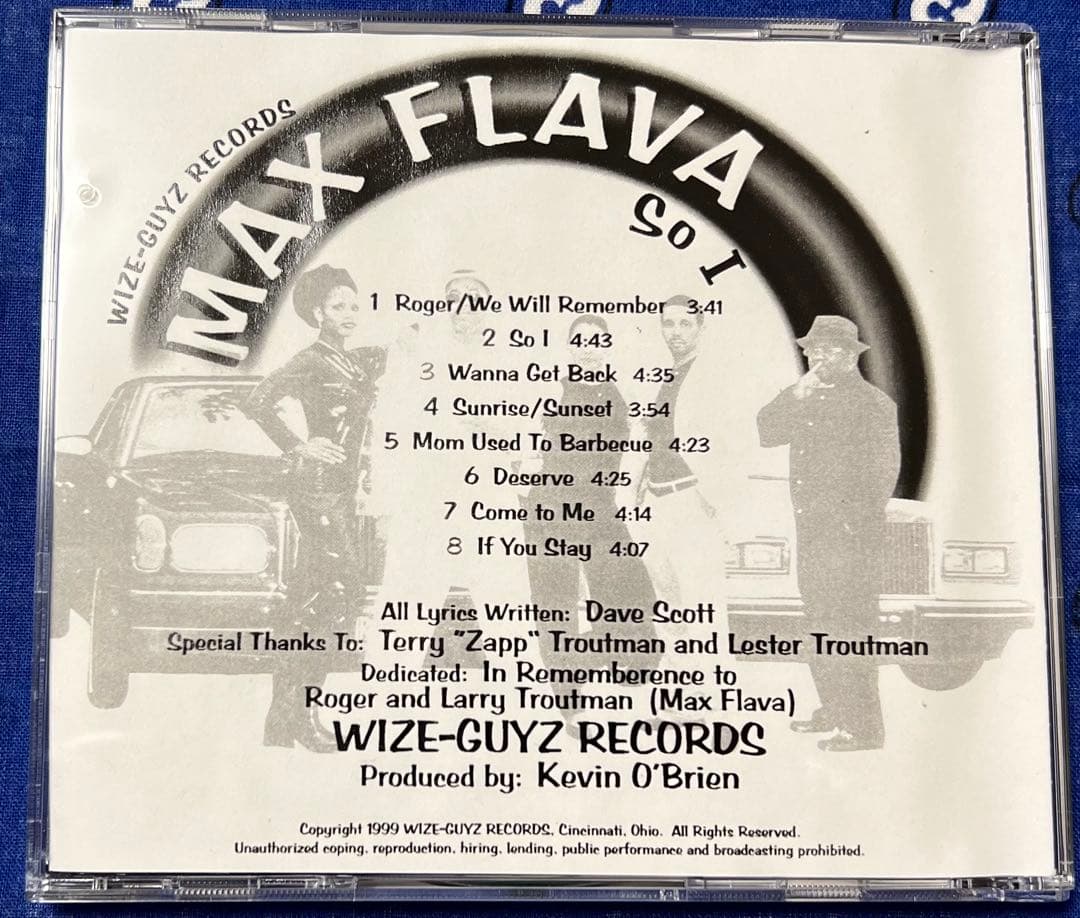 WIZE-GUYZ RECORDS
MAX FLAVA
So I
1 Roger/We Will Remember 3:41
2 So I 4:43
3 Wanna Get Back 4:35
4 Sunrise/Sunset 3:54
5 Mom Used To Barbecue 4:23
6 Deserve 4:25
7 Come to Me 4:14
8 If You Stay 4:07
All Lyrics Written: Dave Scott
Special Thanks To: Terry "Zapp" Troutman and Lester Troutman
Dedicated: In Rememberence to
Roger and Larry Troutman (Max Flava)
WIZE-GUYZ RECORDS
Produced by: Kevin O'Brien
Copyright 1999 WIZE-GUYZ RECORDS, Cincinnati, Ohio. All Rights Reserved.
Unauthorized coping, reproduction, hiring, lending, public performance and broadcasting prohibited.